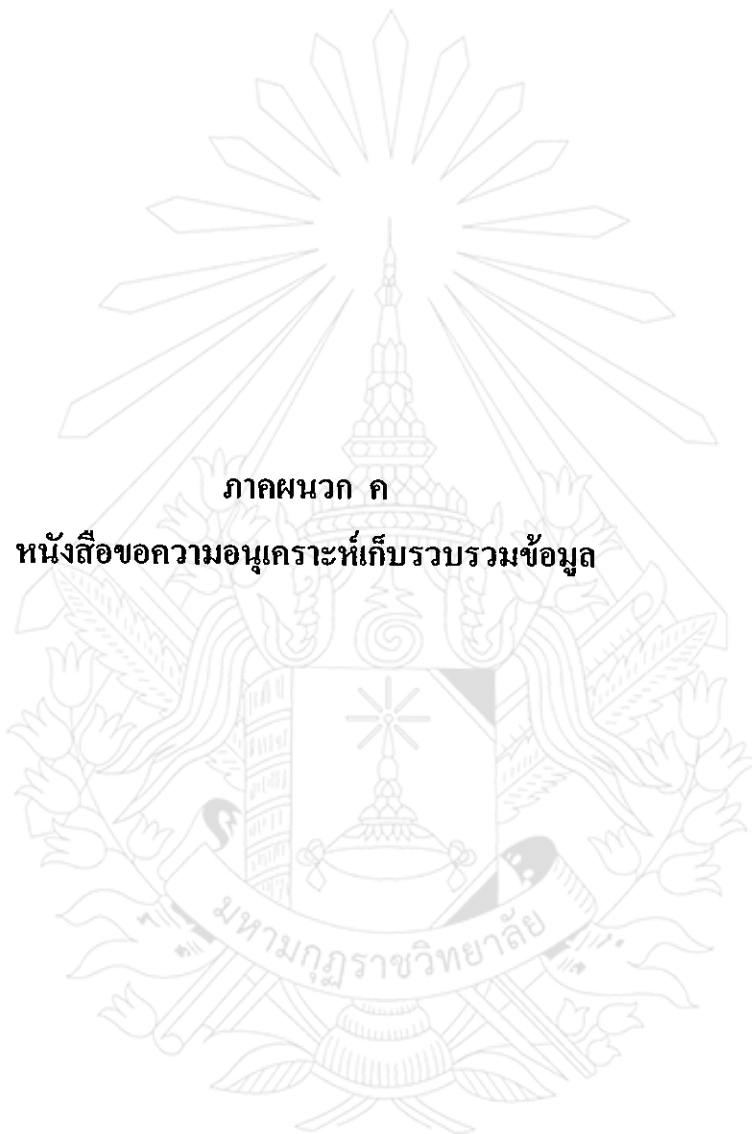 ภาคผนวก ค
หนังสือขอความอนุเคราะห์เก็บรวบรวมข้อมูล
มหามกุฏราชวิทยาลัย